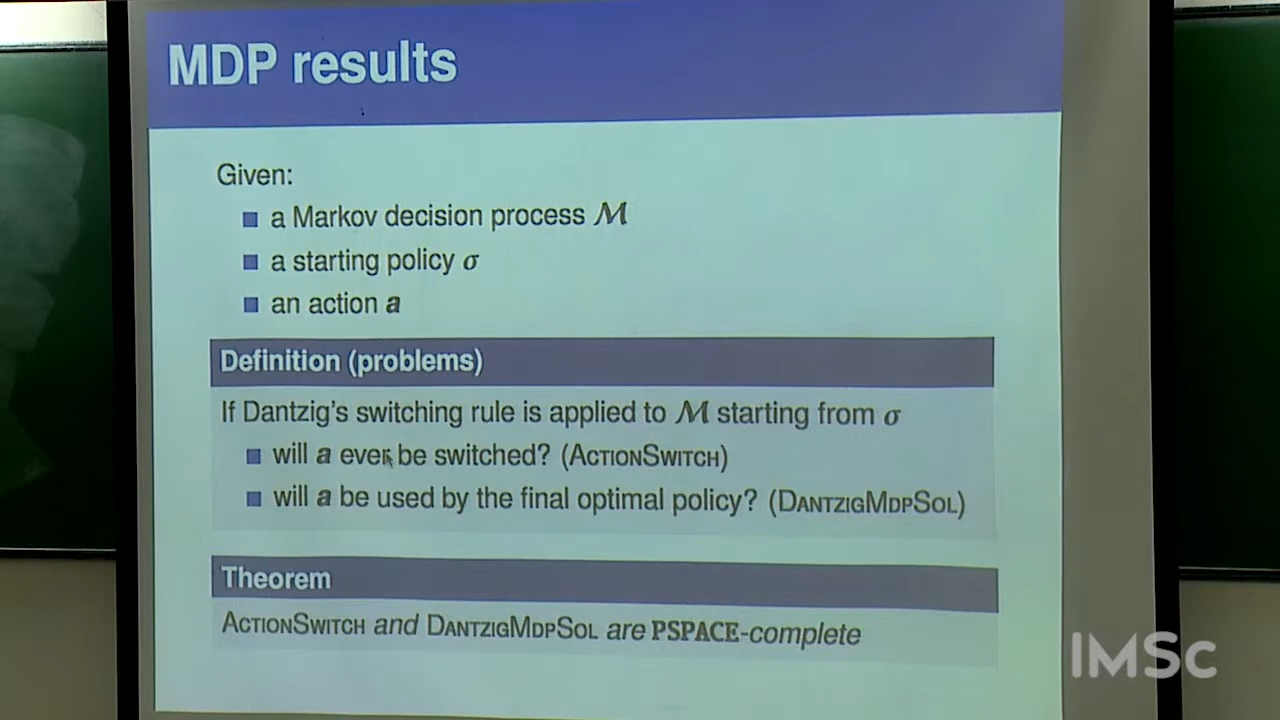 MDP results
Given:
a Markov decision process M
a starting policy σ
an action a
Definition (problems)
If Dantzig's switching rule is applied to M starting from σ
will a ever be switched? (ACTIONSWITCH)
will a be used by the final optimal policy? (DANTZIGMDPSOL)
Theorem
ACTIONSWITCH and DANTZIGMDPSOL are PSPACE-complete
IMSc